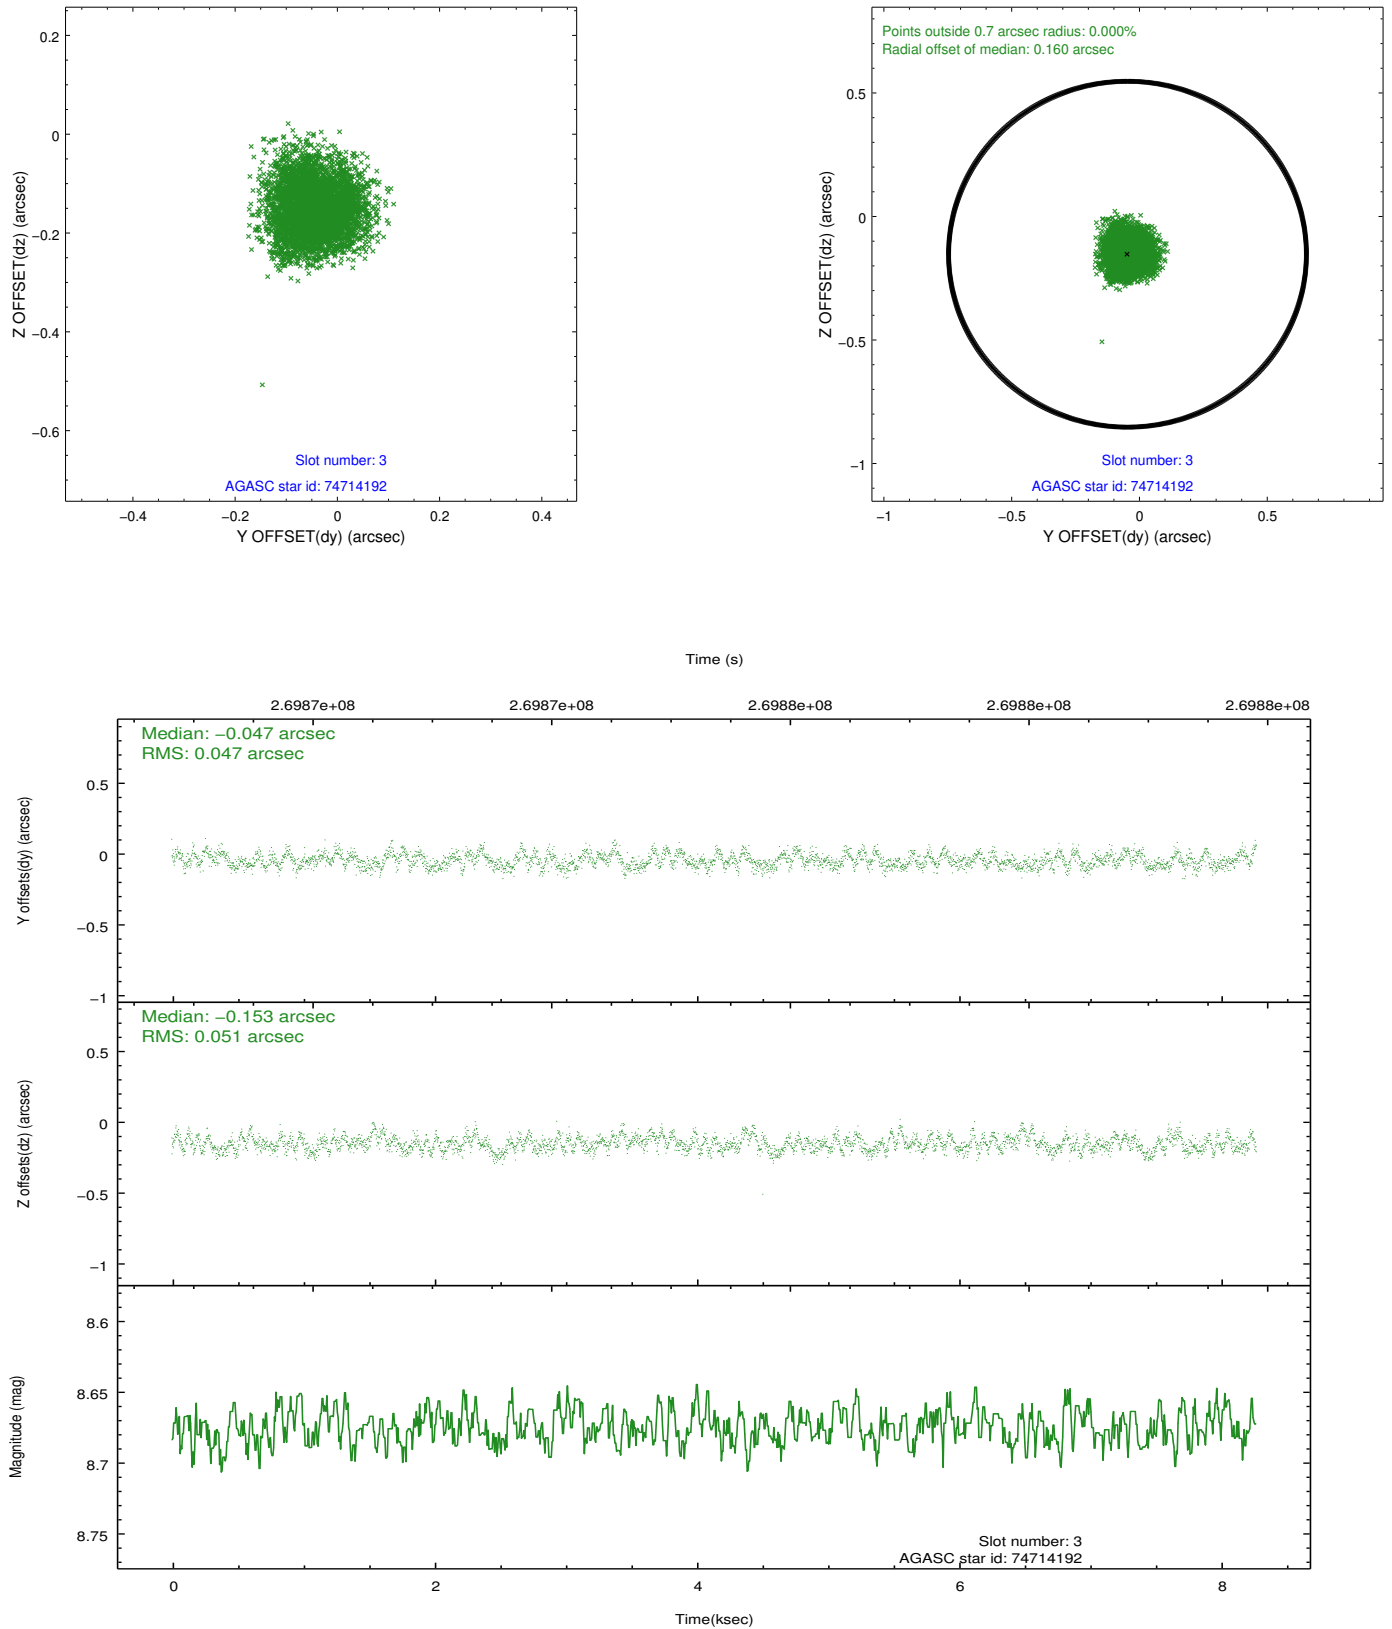 0.2
0
−0.2
−0.4
−0.6
Z OFFSET(dz) (arcsec)
Slot number: 3
AGASC star id: 74714192
−0.4 −0.2 0 0.2 0.4
Y OFFSET(dy) (arcsec)
Points outside 0.7 arcsec radius: 0.000%
Radial offset of median: 0.160 arcsec
0.5
0
−0.5
−1
Z OFFSET(dz) (arcsec)
Slot number: 3
AGASC star id: 74714192
−1 −0.5 0 0.5
Y OFFSET(dy) (arcsec)
Time (s)
2.6987e+08 2.6987e+08 2.6988e+08 2.6988e+08 2.6988e+08
Median: −0.047 arcsec
RMS: 0.047 arcsec
0.5
0
−0.5
−1
Y offsets(dy) (arcsec)
Median: −0.153 arcsec
RMS: 0.051 arcsec
0.5
0
−0.5
−1
Z offsets(dz) (arcsec)
8.6
8.65
8.7
8.75
Magnitude (mag)
Slot number: 3
AGASC star id: 74714192
0 2 4 6 8
Time(ksec)